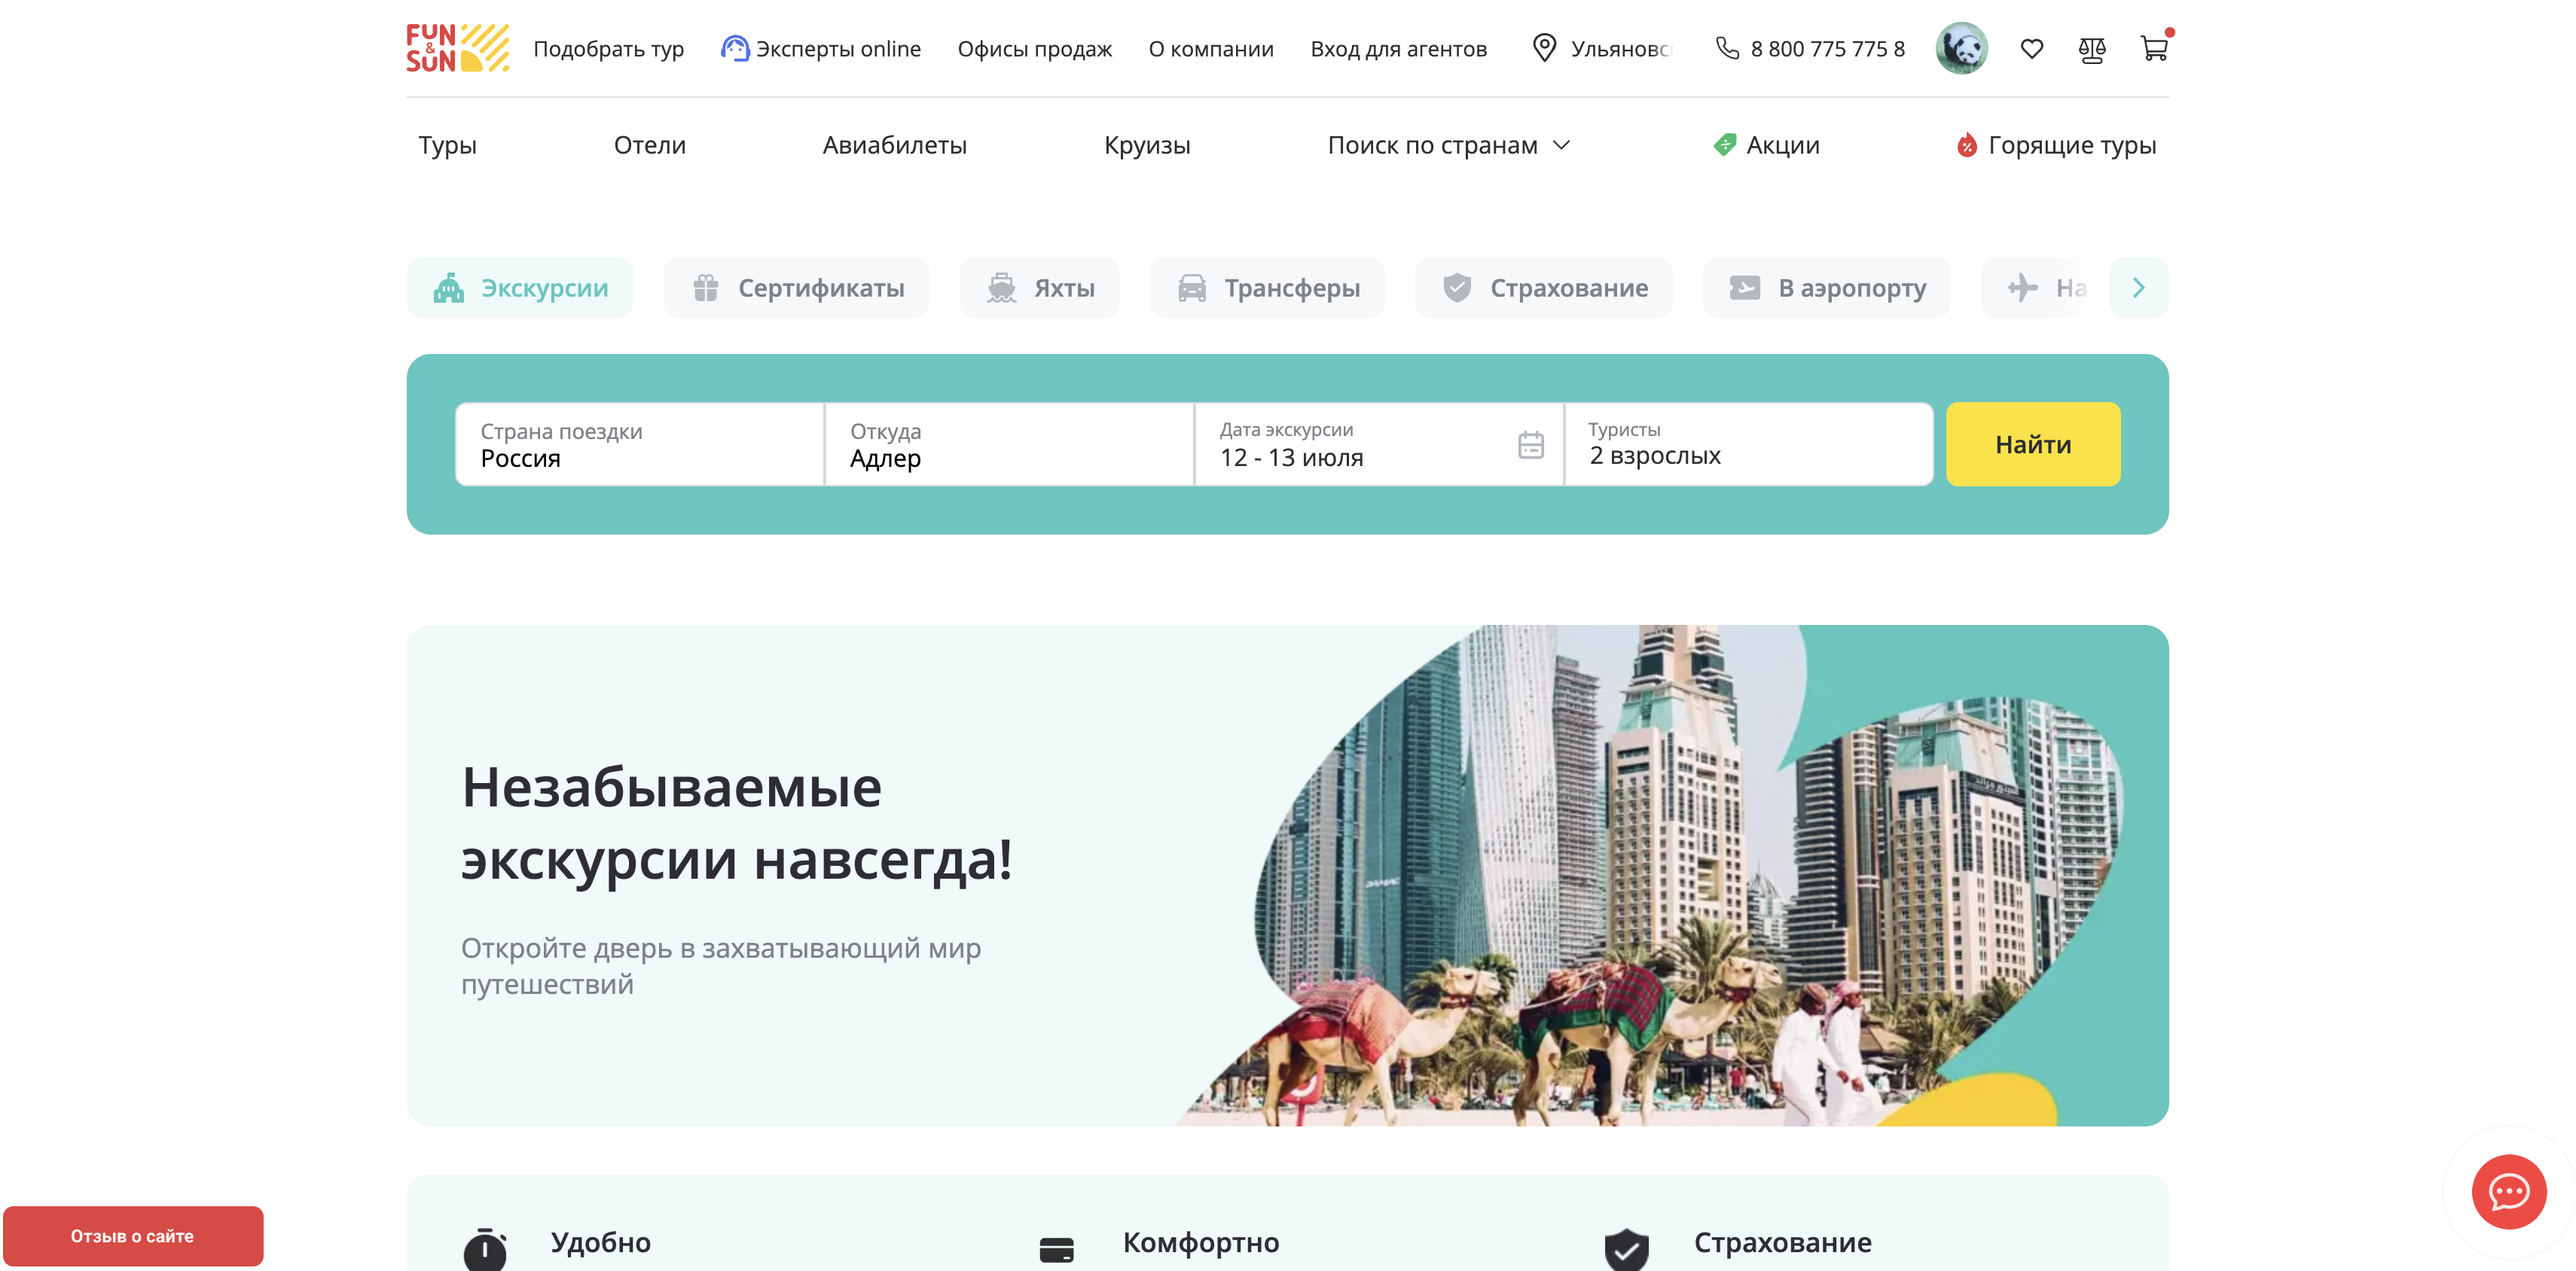 FUN & SUN
Подобрать тур
Эксперты online
Офисы продаж
О компании
Вход для агентов
Ульяновс
8 800 775 775 8
Туры
Отели
Авиабилеты
Круизы
Поиск по странам
Акции
Горящие туры
Экскурсии
Сертификаты
Яхты
Трансферы
Страхование
В аэропорту
На
Страна поездки
Россия
Откуда
Адлер
Дата экскурсии
12 - 13 июля
Туристы
2 взрослых
Найти
Незабываемые
экскурсии навсегда!
Откройте дверь в захватывающий мир
путешествий
DAMAC
Удобно
Комфортно
Страхование
Отзыв о сайте